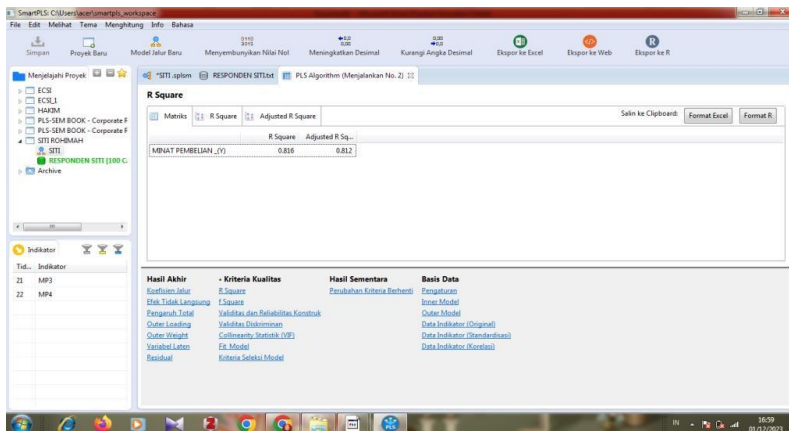 SmartPLS: C:\Users\acer\smartpls_workspace
File Edit Melihat Tema Menghitung Info Bahasa
Simpan Proyek Baru Model Jalur Baru Menyembunyikan Nilai Nol Meningkatkan Desimal Kurangi Angka Desimal Ekspor ke Excel Ekspor ke Web Ekspor ke R
Menjelajahi Proyek
ECSI
ECSI_1
HAKIM
PLS-SEM BOOK - Corporate F
PLS-SEM BOOK - Corporate F
SITI ROHIMAH
SITI
RESPONDEN SITI [100 C
Archive
Indikator
Tid... Indikator
21 MP3
22 MP4
*SITI .splsm RESPONDEN SITI.txt PLS Algorithm (Menjalankan No. 2)
R Square
Matriks R Square Adjusted R Square Salin ke Clipboard: Format Excel Format R
R Square Adjusted R Sq...
MINAT PEMBELIAN _(Y) 0.816 0.812
Hasil Akhir Kriteria Kualitas Hasil Sementara Basis Data
Koefisien Jalur R Square Perubahan Kriteria Berhenti Pengaturan
Efek Tidak Langsung f Square Inner Model
Pengaruh Total Validitas dan Reliabilitas Konstruk Outer Model
Outer Loading Validitas Diskriminan Data Indikator (Original)
Outer Weight Collinearity Statistik (VIF) Data Indikator (Standardisasi)
Variabel Laten Fit Model Data Indikator (Korelasi)
Residual Kriteria Seleksi Model
IN 16:59
01/12/2023